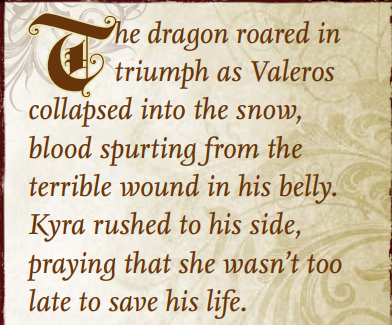 The dragon roared in
triumph as Valeros
collapsed into the snow,
blood spurting from the
terrible wound in his belly.
Kyra rushed to his side,
praying that she wasn't too
late to save his life.